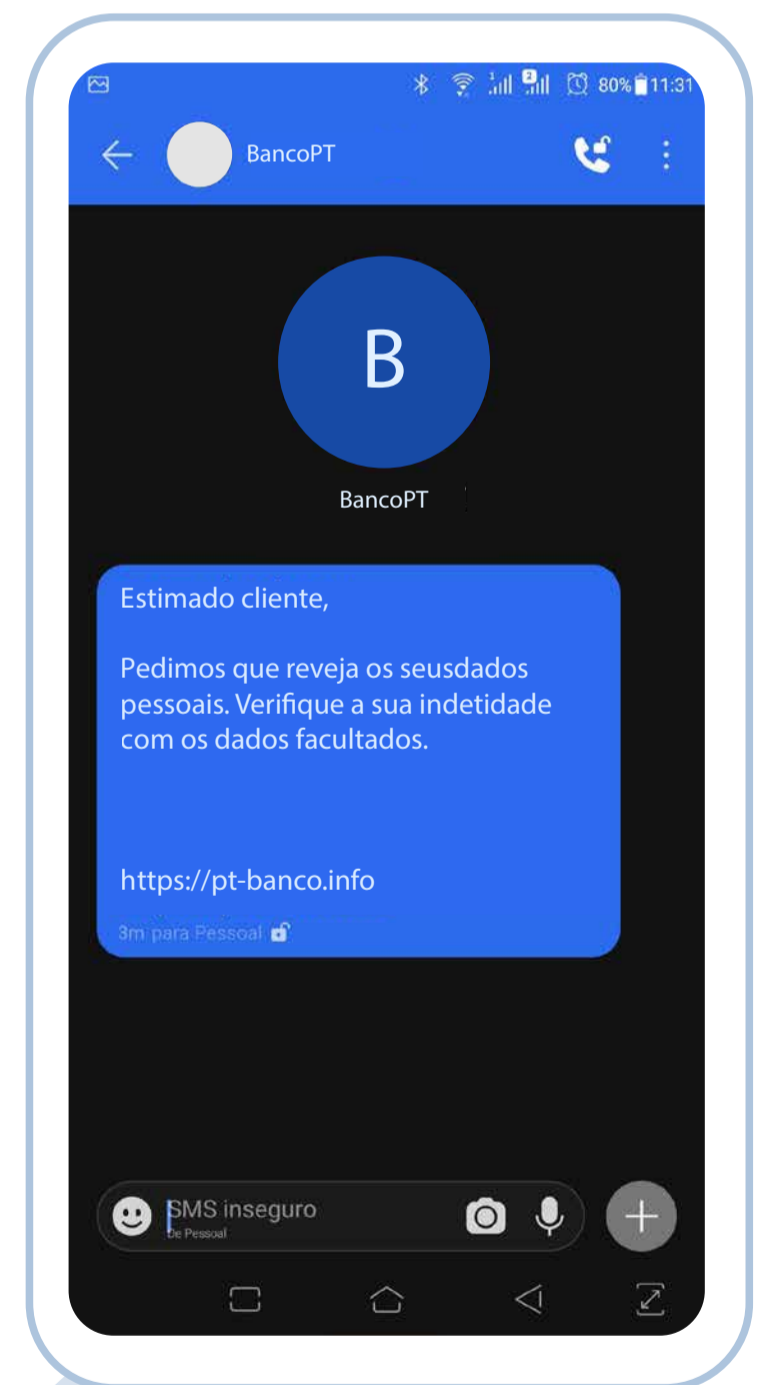 80% 11:31
BancoPT
B
BancoPT
Estimado cliente,
Pedimos que reveja os seusdados
pessoais. Verifique a sua indetidade
com os dados facultados.
https://pt-banco.info
3m para Pessoal
SMS inseguro
De Pessoal